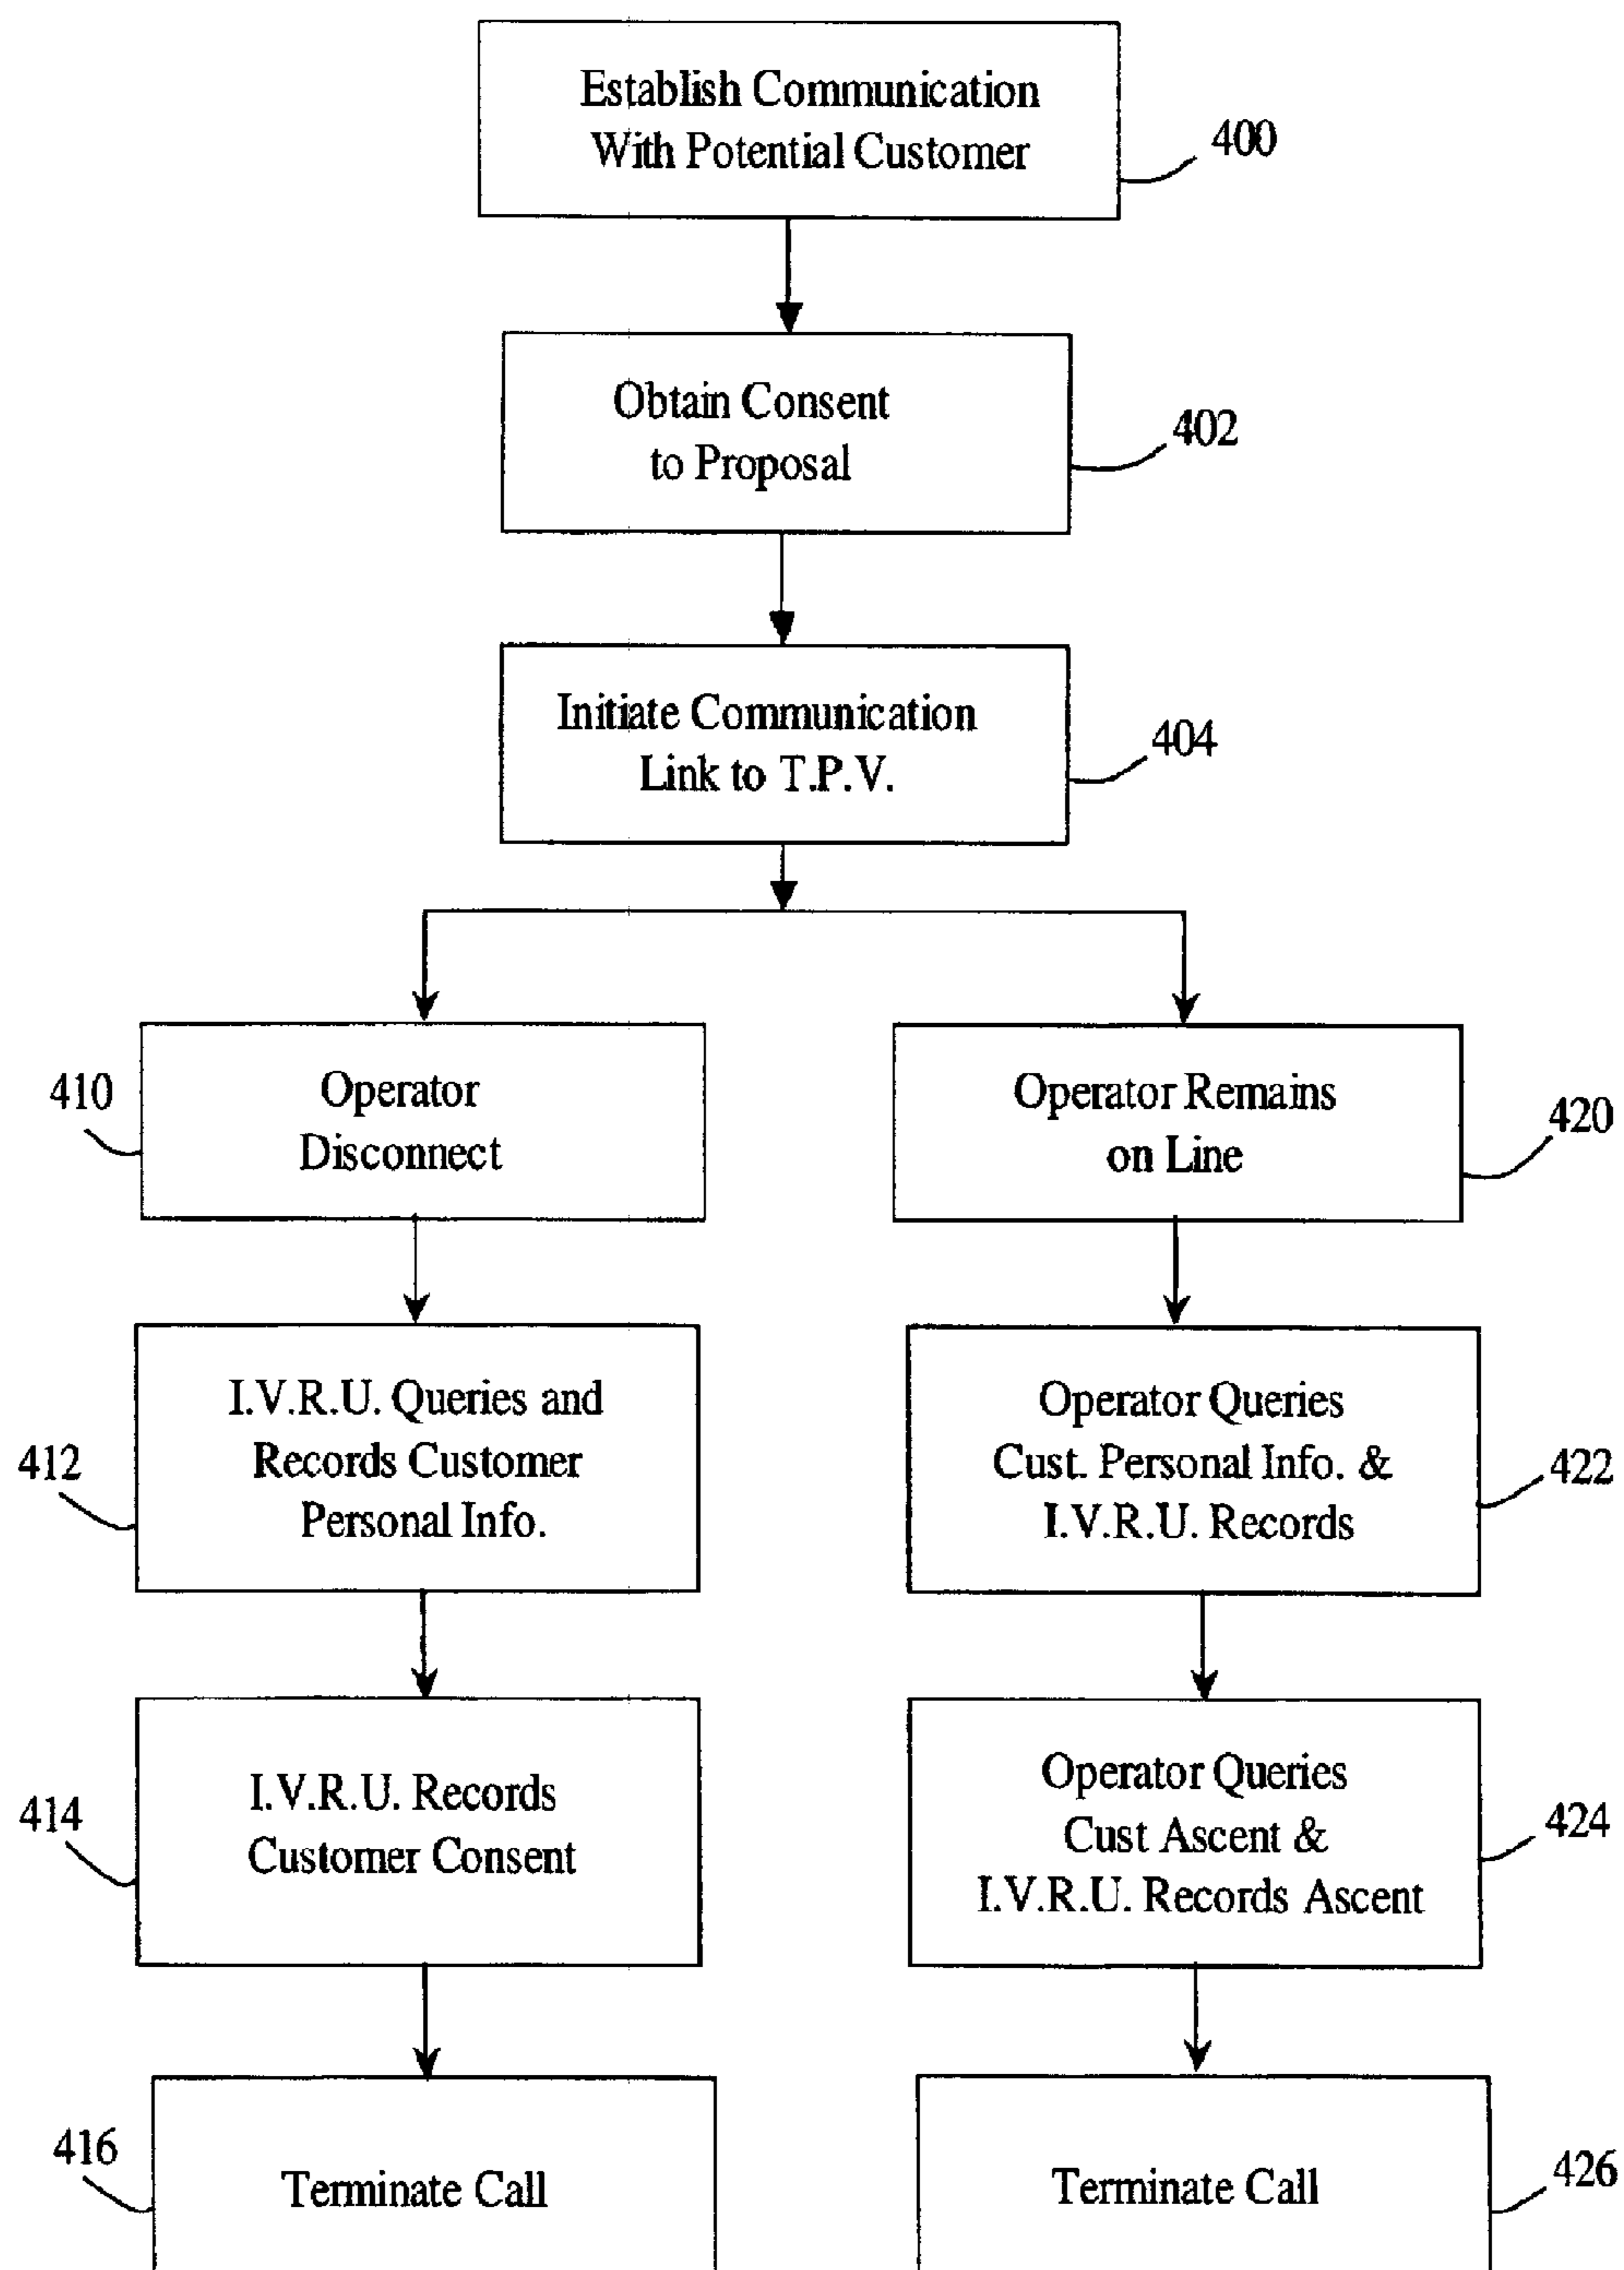 Establish Communication
With Potential Customer
400
Obtain Consent
to Proposal
402
Initiate Communication
Link to T.P.V.
404
410
Operator
Disconnect
Operator Remains
on Line
420
412
I.V.R.U. Queries and
Records Customer
Personal Info.
Operator Queries
Cust. Personal Info. &
I.V.R.U. Records
422
414
I.V.R.U. Records
Customer Consent
Operator Queries
Cust Ascent &
I.V.R.U. Records Ascent
424
416
Terminate Call
Terminate Call
426